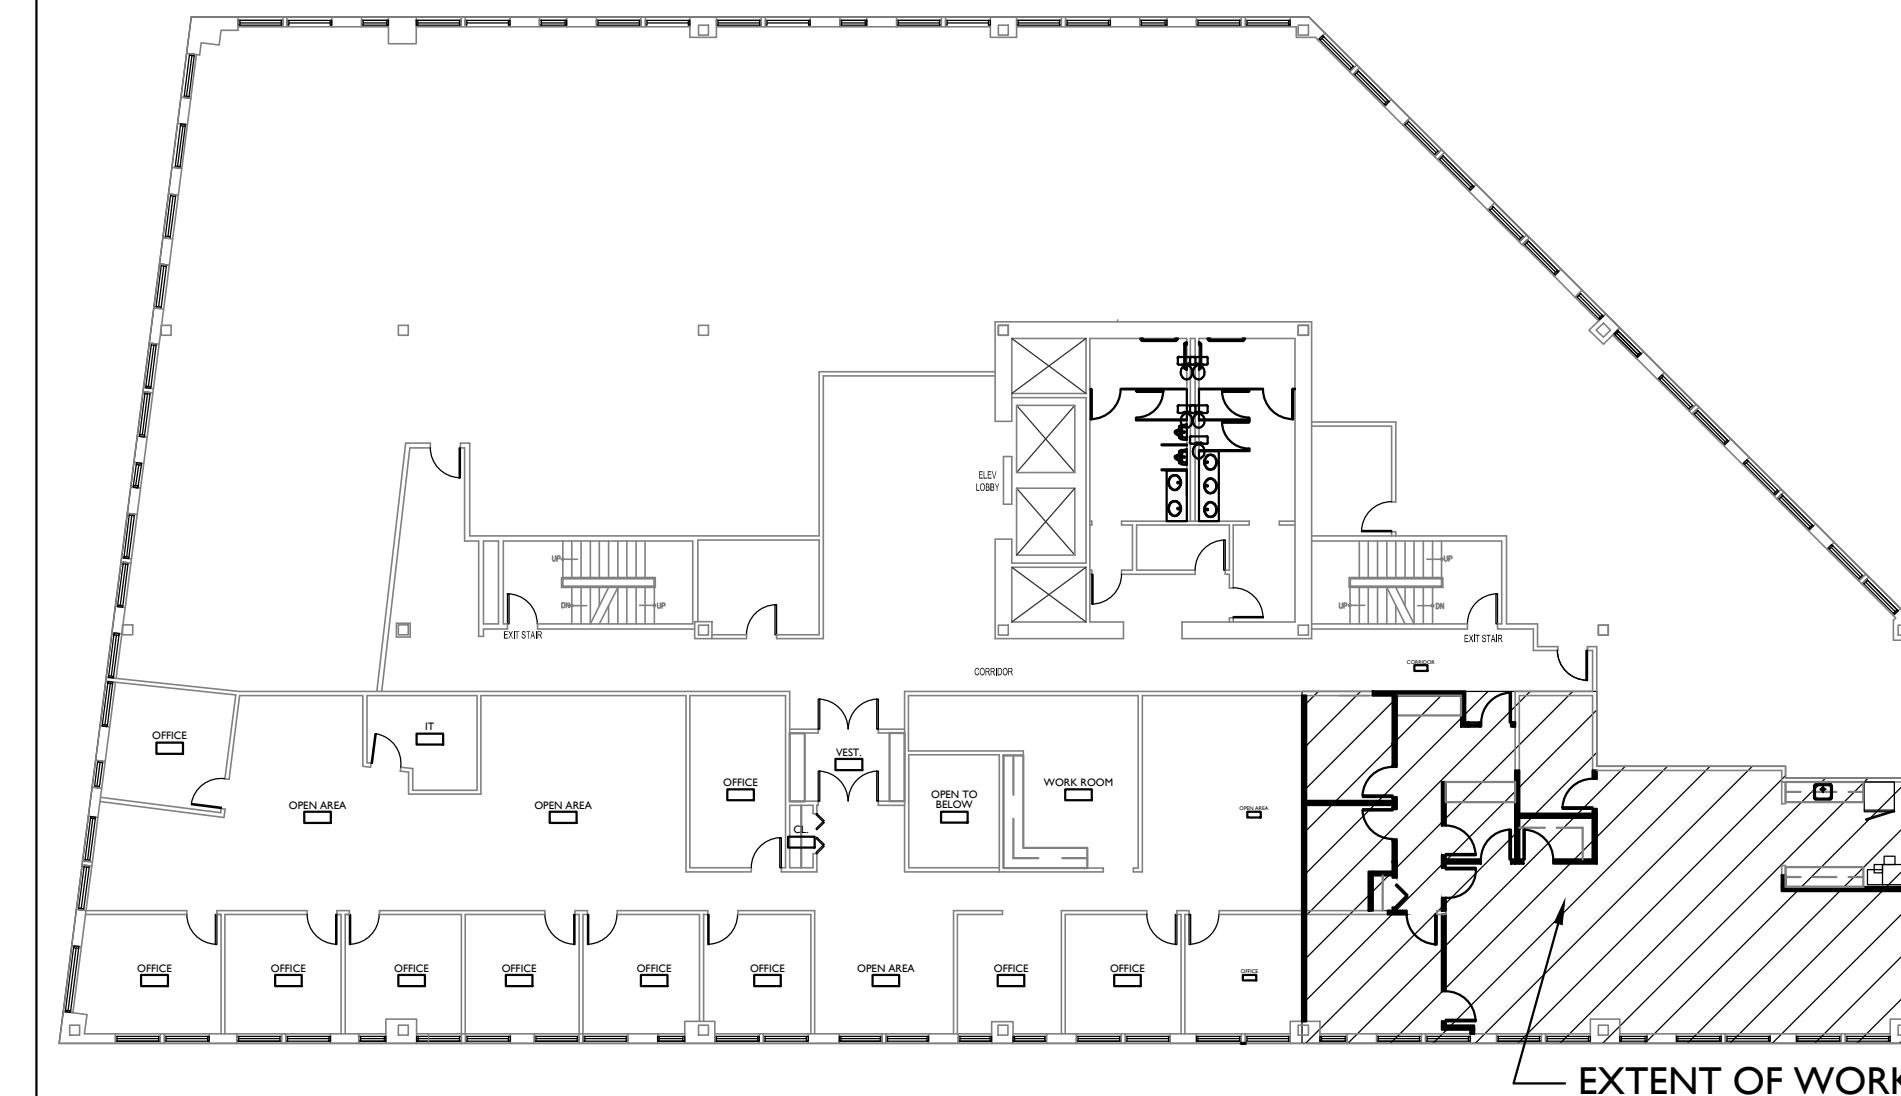 ELEV
LOBBY
UP
DN
UP
EXIT STAIR
UP
UP
DN
EXIT STAIR
CORRIDOR
CORRIDOR
OFFICE
IT
VEST.
OPEN AREA
OPEN AREA
OFFICE
OPEN TO
BELOW
WORK ROOM
OPEN AREA
CL.
OFFICE
OFFICE
OFFICE
OFFICE
OFFICE
OFFICE
OPEN AREA
OFFICE
OFFICE
OFFICE
EXTENT OF WORK